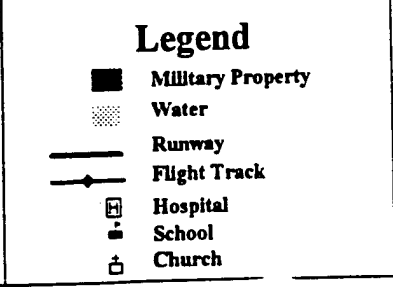 Legend
Military Property
Water
Runway
Flight Track
H Hospital
School
Church